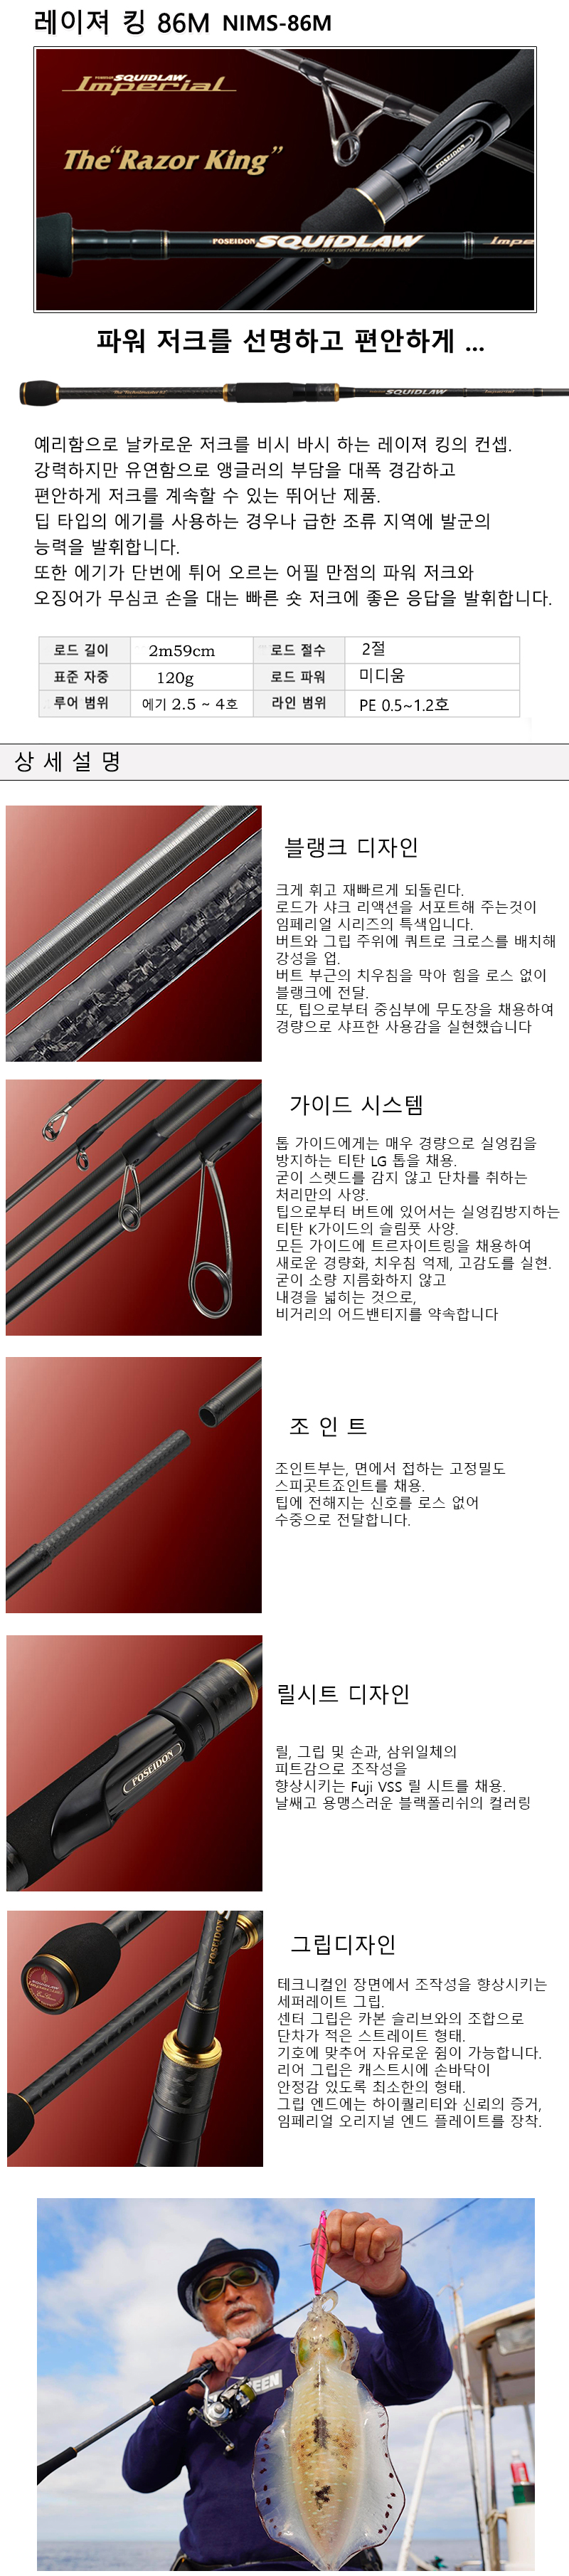 레이져 킹 86M NIMS-86M
SQUIDLAW
Imperial
The "Razor King"
POSEIDON
POSEIDON SQUIDLAW
EVERGREEN CUSTOM SALTWATER ROD
Impe
파워 저크를 선명하고 편안하게 ...
SQUIDLAW
예리함으로 날카로운 저크를 비시 바시 하는 레이져 킹의 컨셉.
강력하지만 유연함으로 앵글러의 부담을 대폭 경감하고
편안하게 저크를 계속할 수 있는 뛰어난 제품.
딥 타입의 에기를 사용하는 경우나 급한 조류 지역에 발군의
능력을 발휘합니다.
또한 에기가 단번에 튀어 오르는 어필 만점의 파워 저크와
오징어가 무심코 손을 대는 빠른 숏 저크에 좋은 응답을 발휘합니다.
로드 길이 2m59cm 로드 절수 2절
표준 자중 120g 로드 파워 미디움
루어 범위 에기 2.5 ~ 4호 라인 범위 PE 0.5~1.2호
상 세 설 명
블랭크 디자인
크게 휘고 재빠르게 되돌린다.
로드가 샤크 리액션을 서포트해 주는것이
임페리얼 시리즈의 특색입니다.
버트와 그립 주위에 쿼트로 크로스를 배치해
강성을 업.
버트 부근의 치우침을 막아 힘을 로스 없이
블랭크에 전달.
또, 팁으로부터 중심부에 무도장을 채용하여
경량으로 샤프한 사용감을 실현했습니다
가이드 시스템
톱 가이드에게는 매우 경량으로 실엉킴을
방지하는 티탄 LG 톱을 채용.
굳이 스렛드를 감지 않고 단차를 취하는
처리만의 사양.
팁으로부터 버트에 있어서는 실엉킴방지하는
티탄 K가이드의 슬림풋 사양.
모든 가이드에 트르자이트링을 채용하여
새로운 경량화, 치우침 억제, 고감도를 실현.
굳이 소량 지름화하지 않고
내경을 넓히는 것으로,
비거리의 어드밴티지를 약속합니다
조 인 트
조인트부는, 면에서 접하는 고정밀도
스피곳트죠인트를 채용.
팁에 전해지는 신호를 로스 없어
수중으로 전달합니다.
릴시트 디자인
릴, 그립 및 손과, 삼위일체의
피트감으로 조작성을
향상시키는 Fuji VSS 릴 시트를 채용.
날쌔고 용맹스러운 블랙폴리쉬의 컬러링
POSEIDON
그립디자인
테크니컬인 장면에서 조작성을 향상시키는
세퍼레이트 그립.
센터 그립은 카본 슬리브와의 조합으로
단차가 적은 스트레이트 형태.
기호에 맞추어 자유로운 쥠이 가능합니다.
리어 그립은 캐스트시에 손바닥이
안정감 있도록 최소한의 형태.
그립 엔드에는 하이퀄리티와 신뢰의 증거,
임페리얼 오리지널 엔드 플레이트를 장착.
POSEIDON